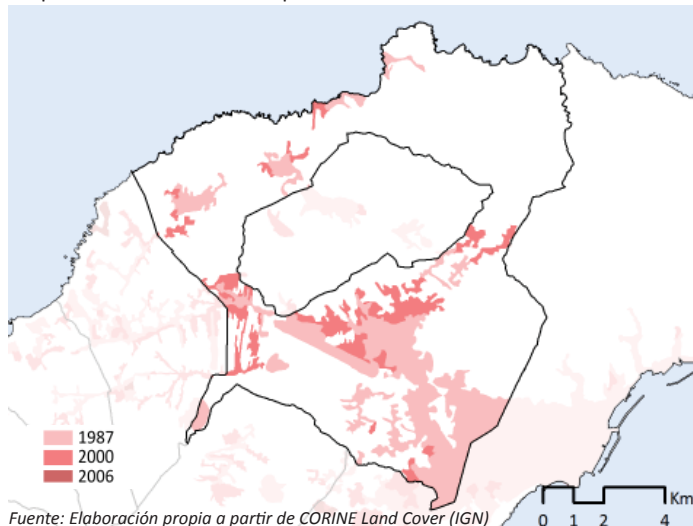 1987
2000
2006
Fuente: Elaboración propia a partir de CORINE Land Cover (IGN)
Km
0 1 2 4